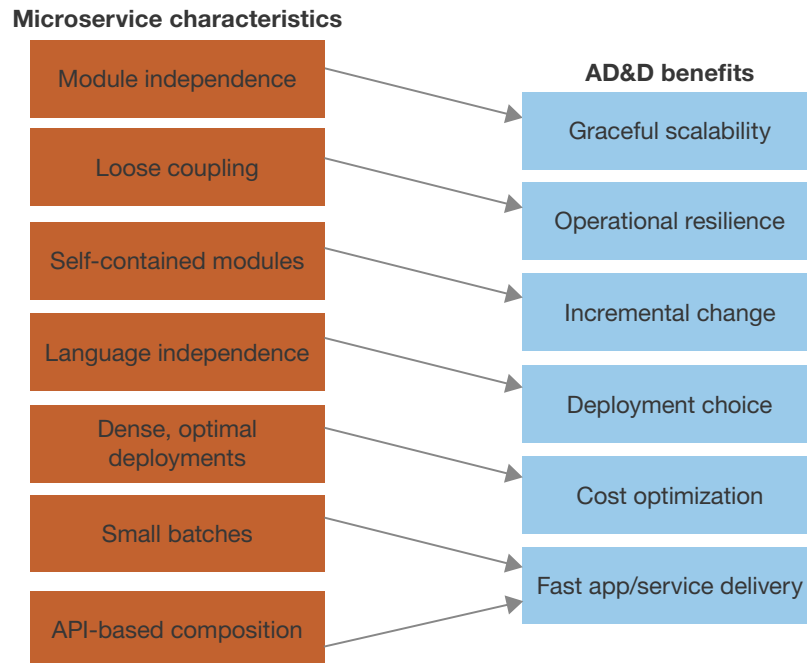 Microservice characteristics
Module independence
Loose coupling
Self-contained modules
Language independence
Dense, optimal
deployments
Small batches
API-based composition
AD&D benefits
Graceful scalability
Operational resilience
Incremental change
Deployment choice
Cost optimization
Fast app/service delivery